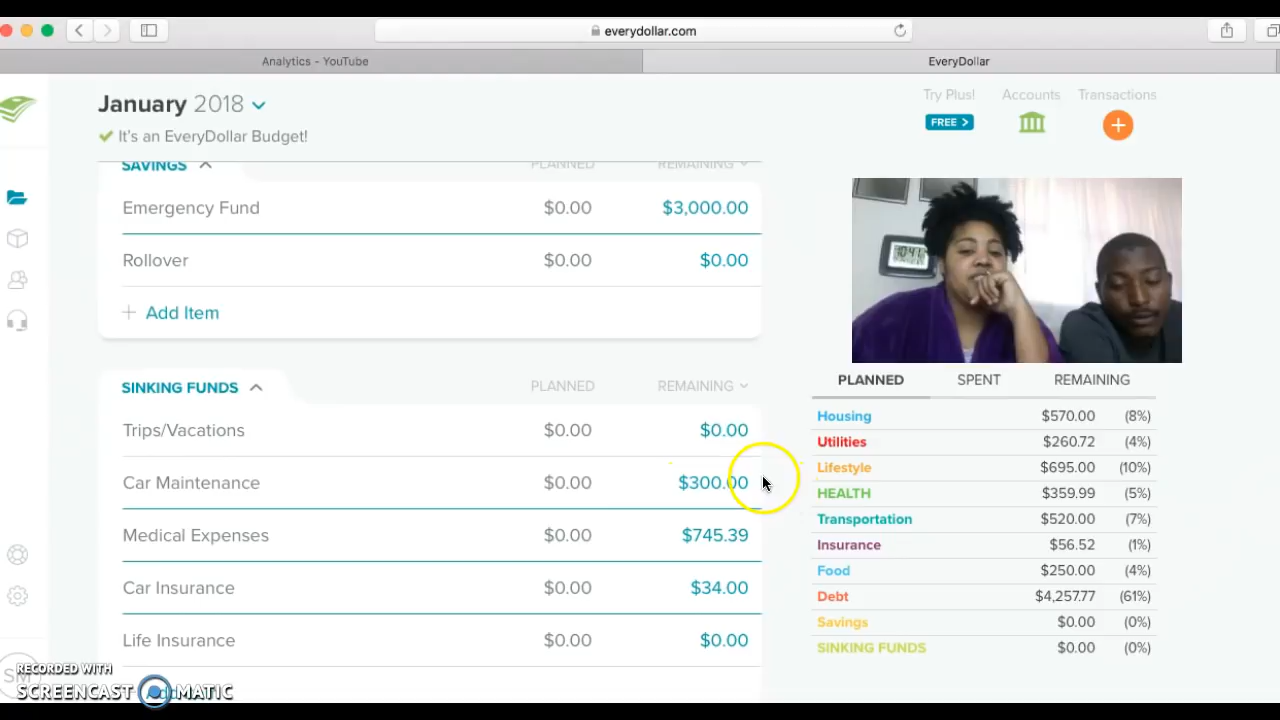 everydollar.com
Analytics - YouTube
EveryDollar
January 2018
Try Plus!
Accounts
Transactions
FREE >
It's an EveryDollar Budget!
SAVINGS PLANNED REMAINING
Emergency Fund $0.00 $3,000.00
Rollover $0.00 $0.00
+ Add Item
10:41
SINKING FUNDS PLANNED REMAINING
Trips/Vacations $0.00 $0.00
Car Maintenance $0.00 $300.00
Medical Expenses $0.00 $745.39
Car Insurance $0.00 $34.00
Life Insurance $0.00 $0.00
PLANNED SPENT REMAINING
Housing $570.00 (8%)
Utilities $260.72 (4%)
Lifestyle $695.00 (10%)
HEALTH $359.99 (5%)
Transportation $520.00 (7%)
Insurance $56.52 (1%)
Food $250.00 (4%)
Debt $4,257.77 (61%)
Savings $0.00 (0%)
SINKING FUNDS $0.00 (0%)
SM
RECORDED WITH
SCREENCAST MATIC